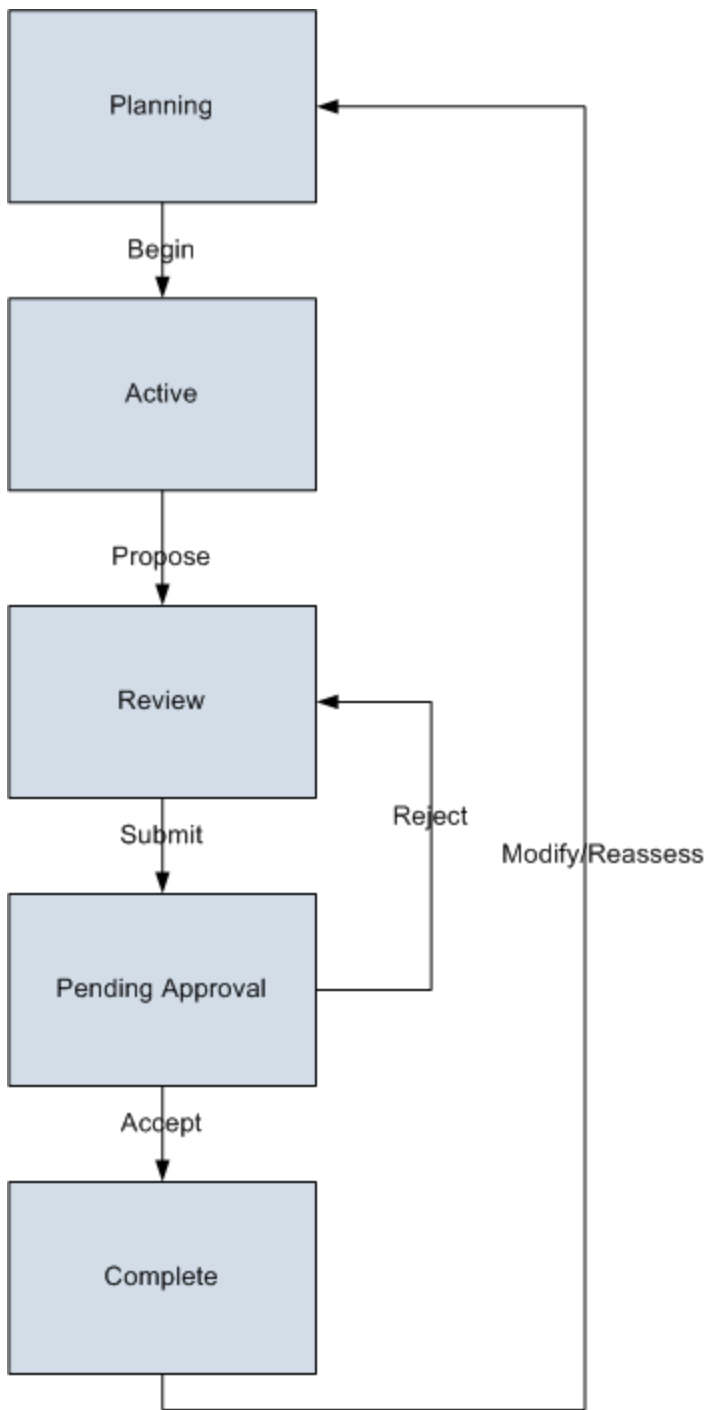 Planning
Begin
Active
Propose
Review
Submit
Reject
Modify/Reassess
Pending Approval
Accept
Complete